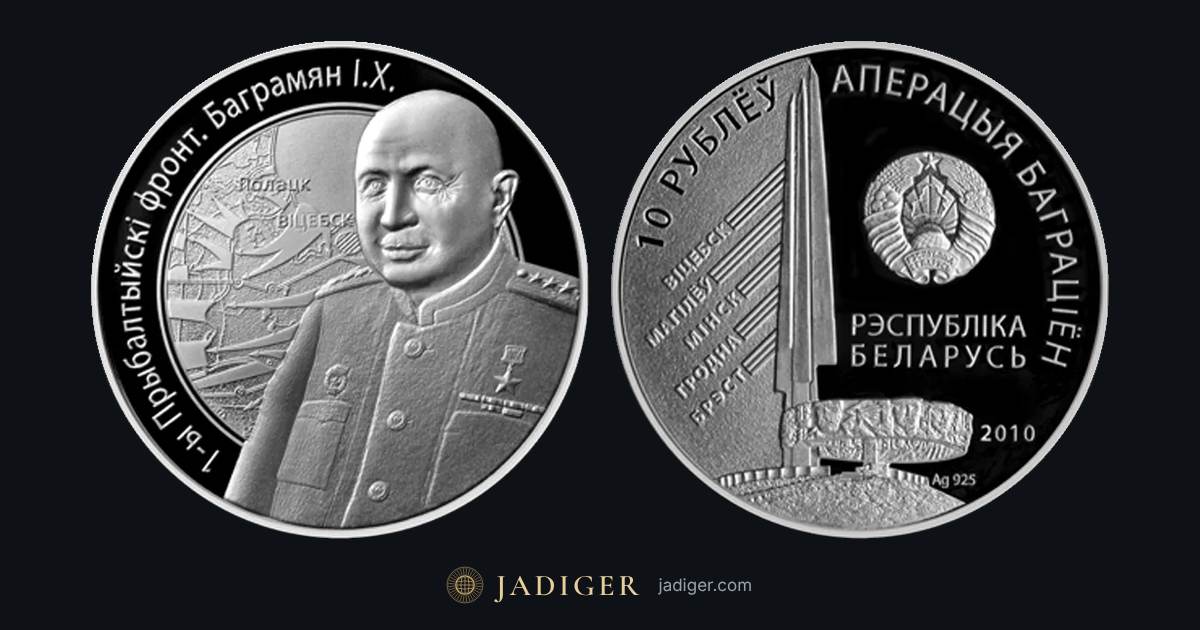 1-ы Прыбалтыйскі фронт. Баграмян І.Х.
Полацк
ВІЦЕБСК
10 РУБЛЁЎ
АПЕРАЦЫЯ БАГРАЦІЁН
ВІЦЕБСК
МАГІЛЁЎ
МІНСК
ГРОДНА
БРЭСТ
РЭСПУБЛІКА
БЕЛАРУСЬ
2010
Ag 925
JADIGER
jadiger.com